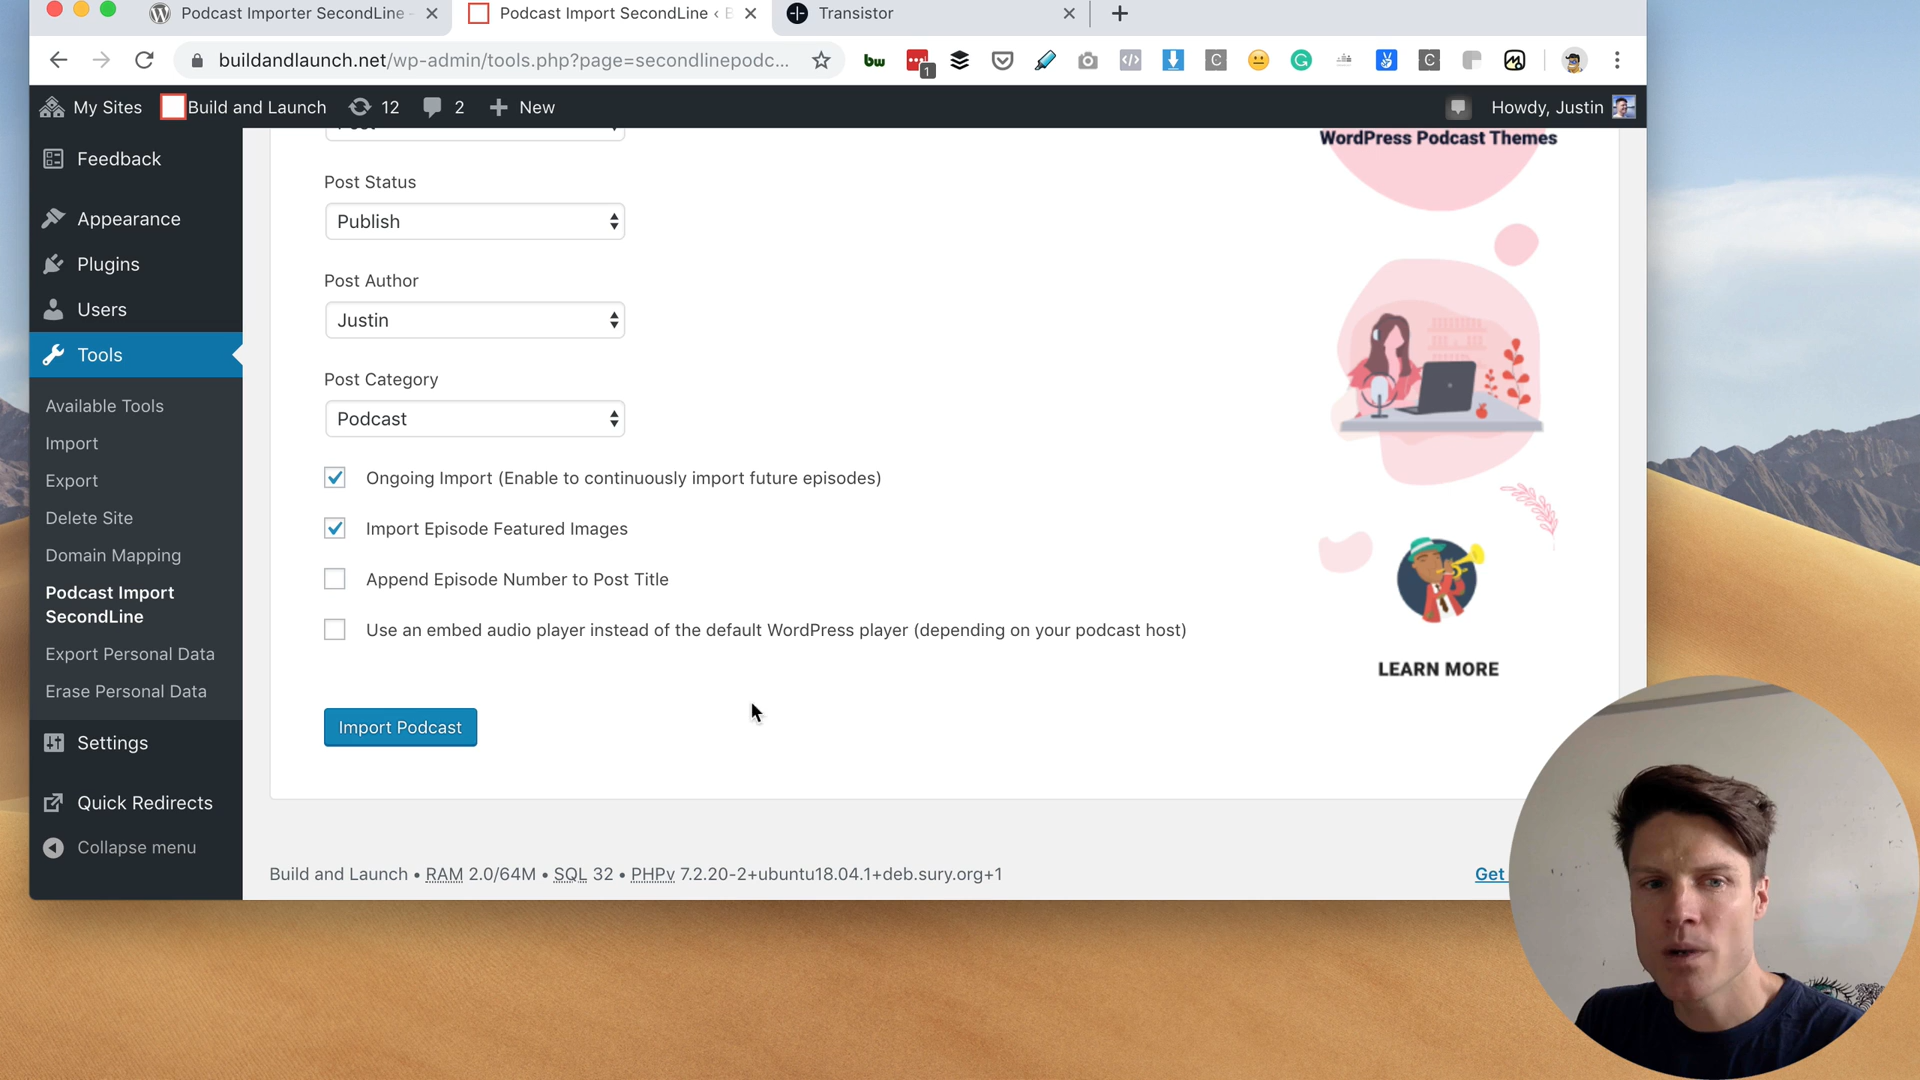 Podcast Importer SecondLine -
Podcast Import SecondLine ‹ B
Transistor
buildandlaunch.net/wp-admin/tools.php?page=secondlinepodc...
bw
1
C
C
My Sites
Build and Launch
12
2
New
Howdy, Justin
Feedback
Appearance
Plugins
Users
Tools
Available Tools
Import
Export
Delete Site
Domain Mapping
Podcast Import
SecondLine
Export Personal Data
Erase Personal Data
Settings
Quick Redirects
Collapse menu
Post Status
Publish
Post Author
Justin
Post Category
Podcast
Ongoing Import (Enable to continuously import future episodes)
Import Episode Featured Images
Append Episode Number to Post Title
Use an embed audio player instead of the default WordPress player (depending on your podcast host)
Import Podcast
WordPress Podcast Themes
LEARN MORE
Build and Launch • RAM 2.0/64M • SQL 32 • PHPv 7.2.20-2+ubuntu18.04.1+deb.sury.org+1
Get